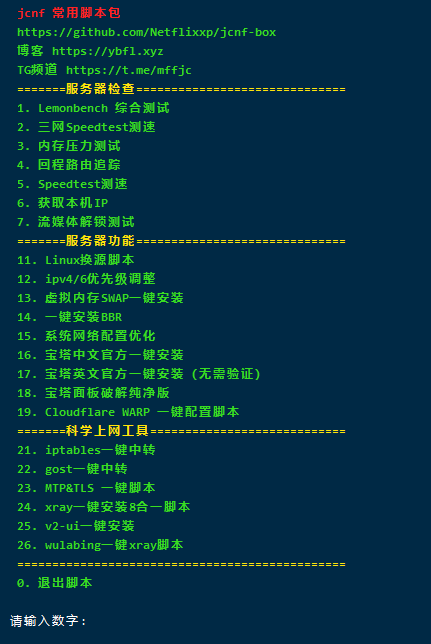 jcnf 常用脚本包
https://github.com/Netflixxp/jcnf-box
博客 https://ybfl.xyz
TG频道 https://t.me/mffjc
=======服务器检查==============================
1. Lemonbench 综合测试
2. 三网Speedtest测速
3. 内存压力测试
4. 回程路由追踪
5. Speedtest测速
6. 获取本机IP
7. 流媒体解锁测试
=======服务器功能==============================
11. Linux换源脚本
12. ipv4/6优先级调整
13. 虚拟内存SWAP一键安装
14. 一键安装BBR
15. 系统网络配置优化
16. 宝塔中文官方一键安装
17. 宝塔英文官方一键安装 (无需验证)
18. 宝塔面板破解纯净版
19. Cloudflare WARP 一键配置脚本
=======科学上网工具============================
21. iptables一键中转
22. gost一键中转
23. MTP&TLS 一键脚本
24. xray一键安装8合一脚本
25. v2-ui一键安装
26. wulabing一键xray脚本
===============================================
0. 退出脚本
请输入数字: